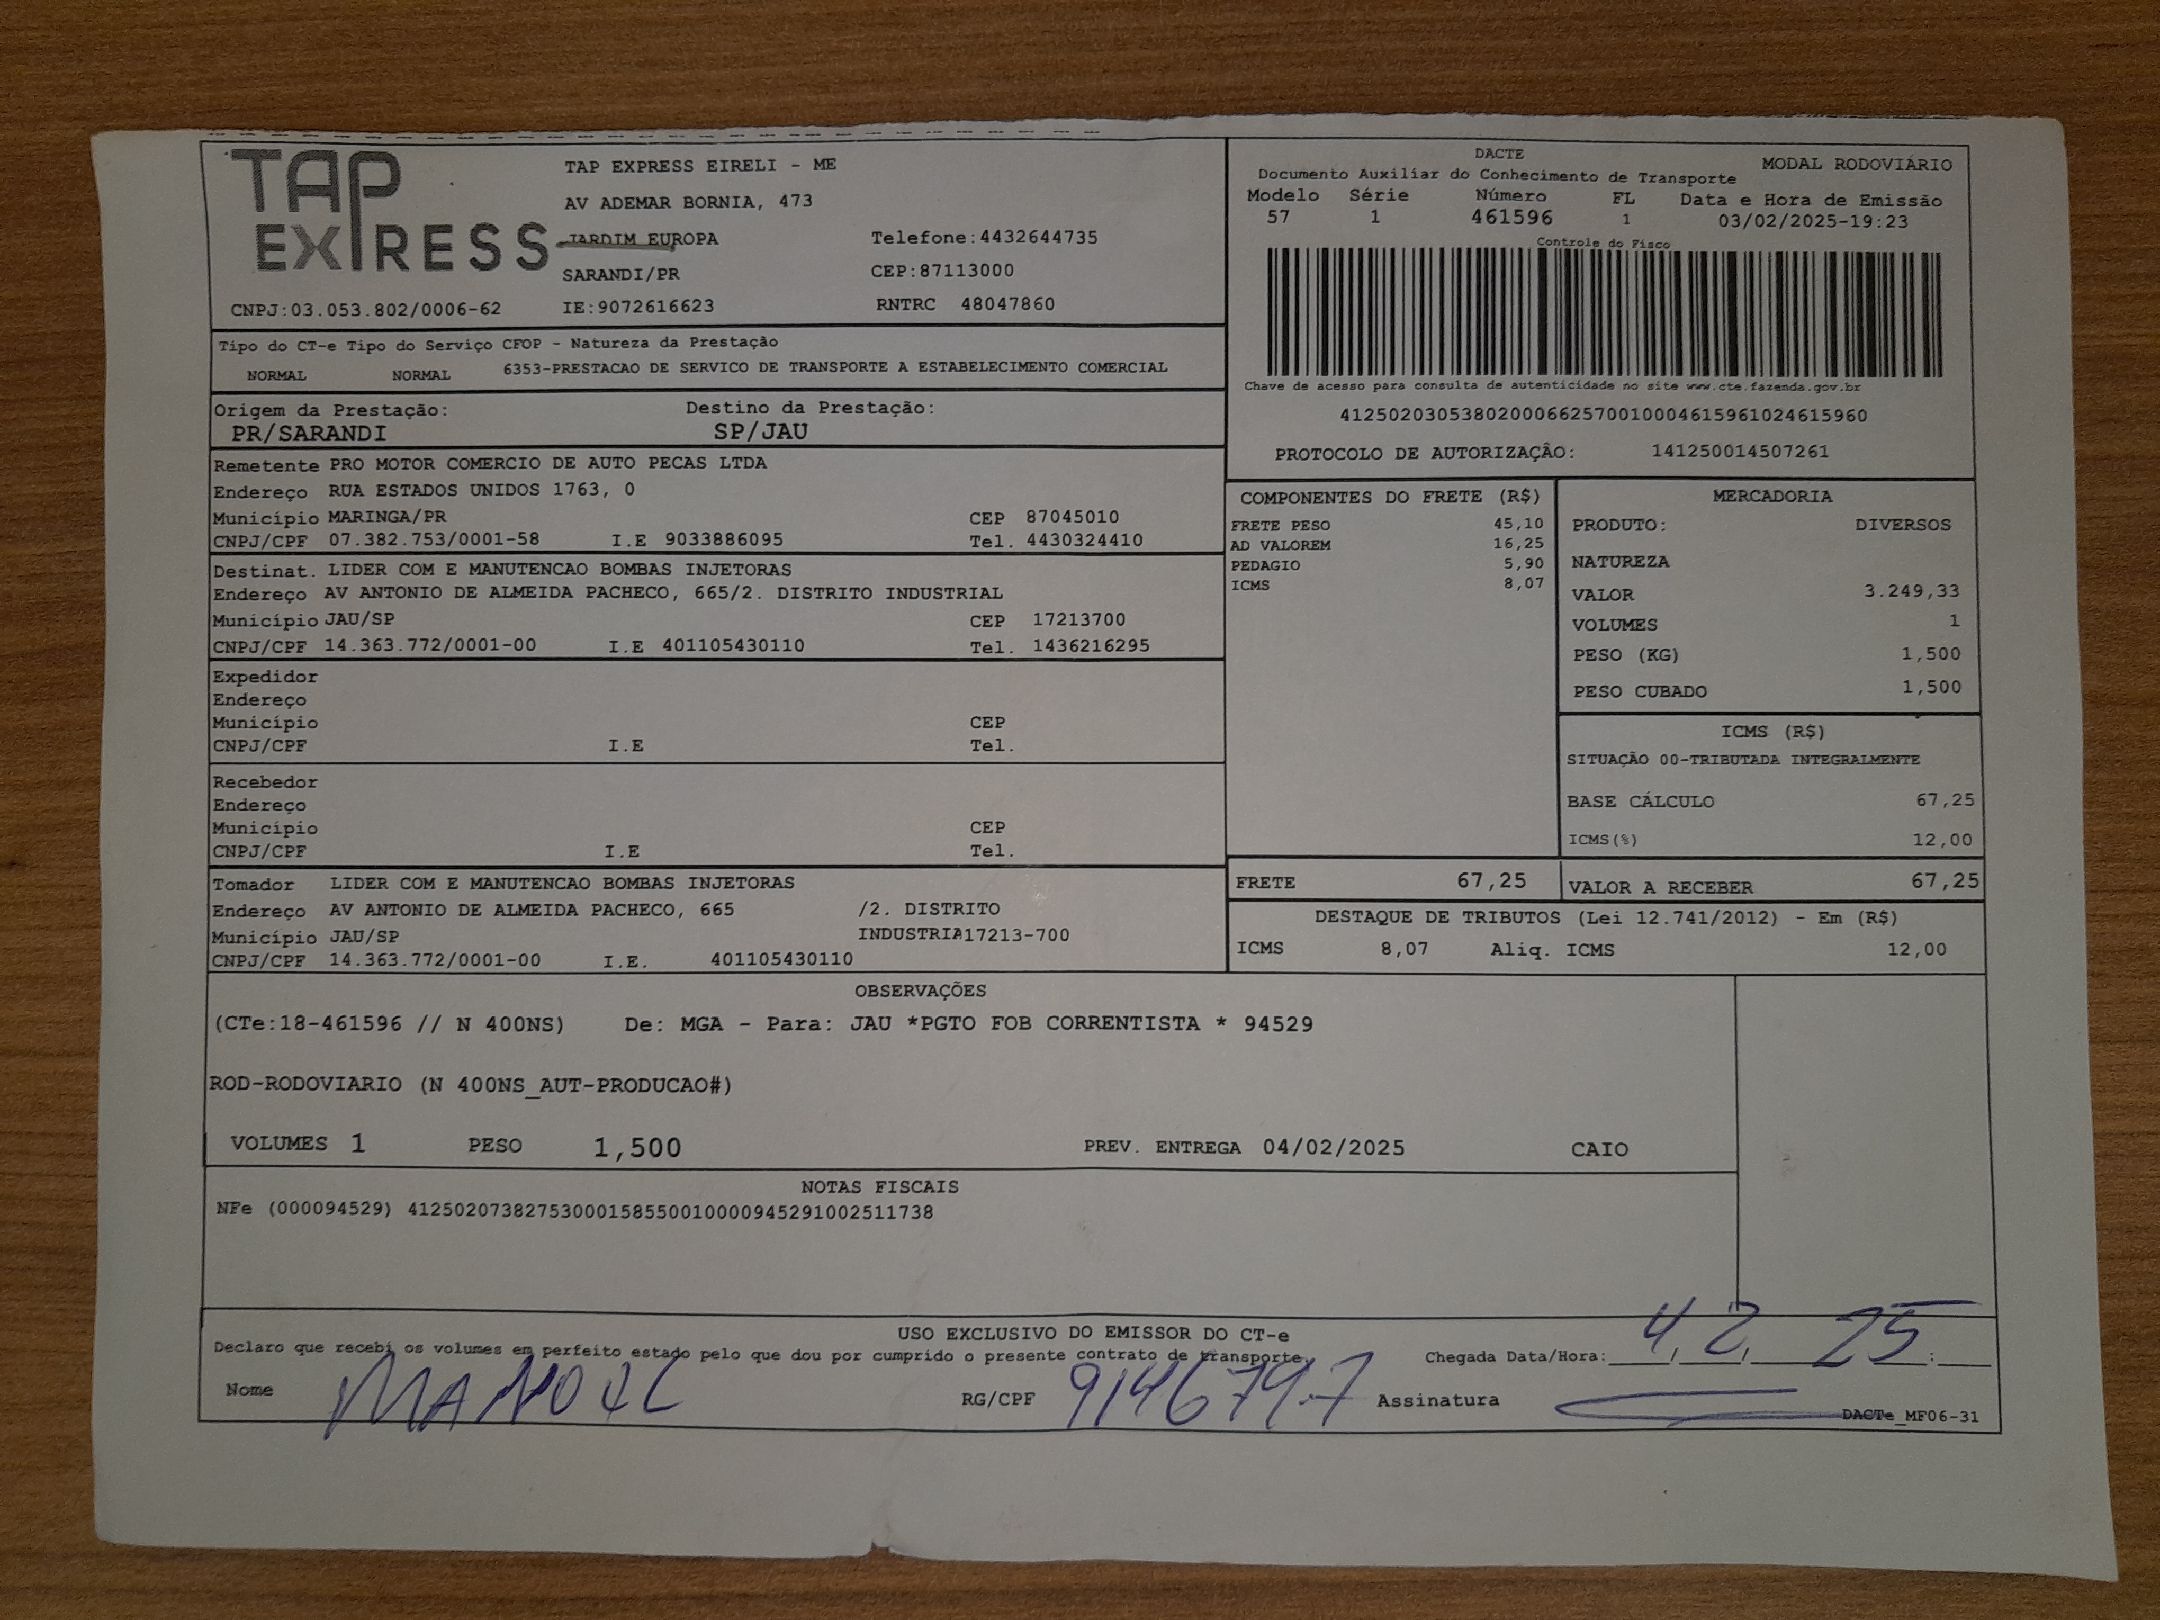 TAP
EXPRESS
TAP EXPRESS EIRELI - ME
AV ADEMAR BORNIA, 473
JARDIM EUROPA Telefone:4432644735
SARANDI/PR CEP:87113000
CNPJ:03.053.802/0006-62 IE:9072616623 RNTRC 48047860
DACTE
MODAL RODOVIÁRIO
Documento Auxiliar do Conhecimento de Transporte
Modelo Série Número FL Data e Hora de Emissão
57 1 461596 1 03/02/2025-19:23
Controle do Fisco
Chave de acesso para consulta de autenticidade no site www.cte.fazenda.gov.br
41250203053802000662570010004615961024615960
PROTOCOLO DE AUTORIZAÇÃO: 141250014507261
Tipo do CT-e Tipo do Serviço CFOP - Natureza da Prestação
NORMAL NORMAL 6353-PRESTACAO DE SERVICO DE TRANSPORTE A ESTABELECIMENTO COMERCIAL
Origem da Prestação: Destino da Prestação:
PR/SARANDI SP/JAU
Remetente PRO MOTOR COMERCIO DE AUTO PECAS LTDA
Endereço RUA ESTADOS UNIDOS 1763, 0
Município MARINGA/PR CEP 87045010
CNPJ/CPF 07.382.753/0001-58 I.E 9033886095 Tel. 4430324410
Destinat. LIDER COM E MANUTENCAO BOMBAS INJETORAS
Endereço AV ANTONIO DE ALMEIDA PACHECO, 665/2. DISTRITO INDUSTRIAL
Município JAU/SP CEP 17213700
CNPJ/CPF 14.363.772/0001-00 I.E 401105430110 Tel. 1436216295
Expedidor
Endereço
Município CEP
CNPJ/CPF I.E Tel.
Recebedor
Endereço
Município CEP
CNPJ/CPF I.E Tel.
Tomador LIDER COM E MANUTENCAO BOMBAS INJETORAS
Endereço AV ANTONIO DE ALMEIDA PACHECO, 665 /2. DISTRITO
Município JAU/SP INDUSTRIA17213-700
CNPJ/CPF 14.363.772/0001-00 I.E. 401105430110
COMPONENTES DO FRETE (R$)
FRETE PESO 45,10
AD VALOREM 16,25
PEDAGIO 5,90
ICMS 8,07
MERCADORIA
PRODUTO: DIVERSOS
NATUREZA
VALOR 3.249,33
VOLUMES 1
PESO (KG) 1,500
PESO CUBADO 1,500
ICMS (R$)
SITUAÇÃO 00-TRIBUTADA INTEGRALMENTE
BASE CÁLCULO 67,25
ICMS(%) 12,00
FRETE 67,25 VALOR A RECEBER 67,25
DESTAQUE DE TRIBUTOS (Lei 12.741/2012) - Em (R$)
ICMS 8,07 Aliq. ICMS 12,00
OBSERVAÇÕES
(CTe:18-461596 // N 400NS) De: MGA - Para: JAU *PGTO FOB CORRENTISTA * 94529
ROD-RODOVIARIO (N 400NS_AUT-PRODUCAO#)
VOLUMES 1 PESO 1,500 PREV. ENTREGA 04/02/2025 CAIO
NOTAS FISCAIS
NFe (000094529) 41250207382753000158550010000945291002511738
USO EXCLUSIVO DO EMISSOR DO CT-e
Declaro que recebi os volumes em perfeito estado pelo que dou por cumprido o presente contrato de transporte. Chegada Data/Hora: 4, 2, 25 :
Nome MANOEL RG/CPF 9146797 Assinatura
DACTe_MF06-31